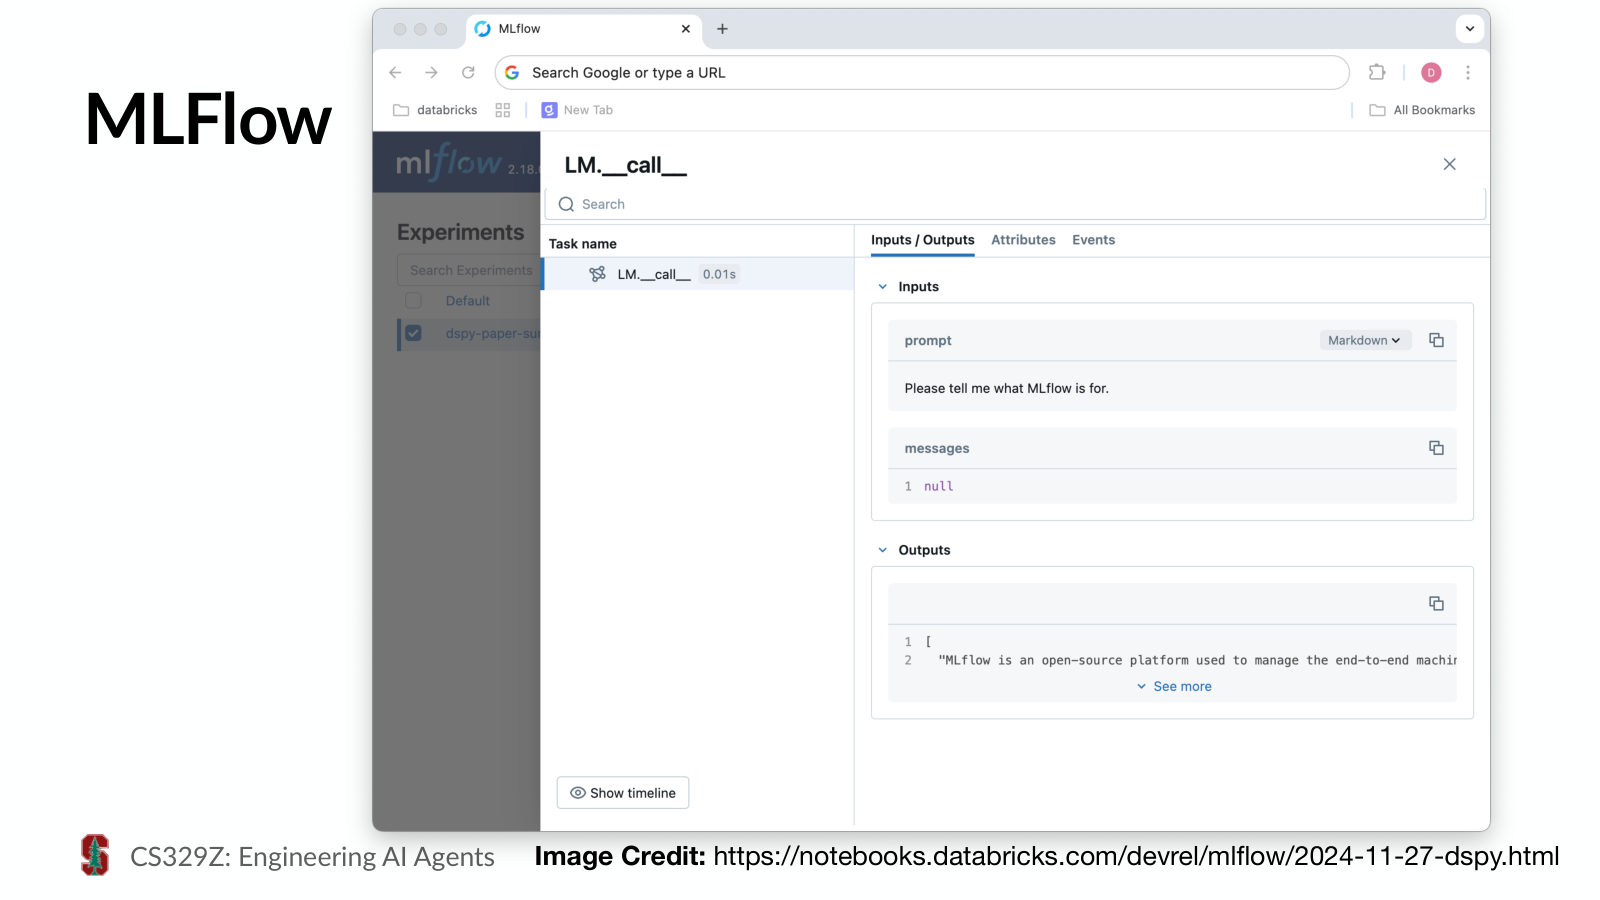 MLFlow
MLflow
Search Google or type a URL
D
databricks
New Tab
All Bookmarks
mlflow 2.18.
LM.__call__
Search
Experiments
Search Experiments
Default
dspy-paper-sur
Task name
LM.__call__ 0.01s
Inputs / Outputs Attributes Events
Inputs
prompt
Markdown
Please tell me what MLflow is for.
messages
1 null
Outputs
1 [
2 "MLflow is an open-source platform used to manage the end-to-end machin
See more
Show timeline
CS329Z: Engineering AI Agents
Image Credit: https://notebooks.databricks.com/devrel/mlflow/2024-11-27-dspy.html